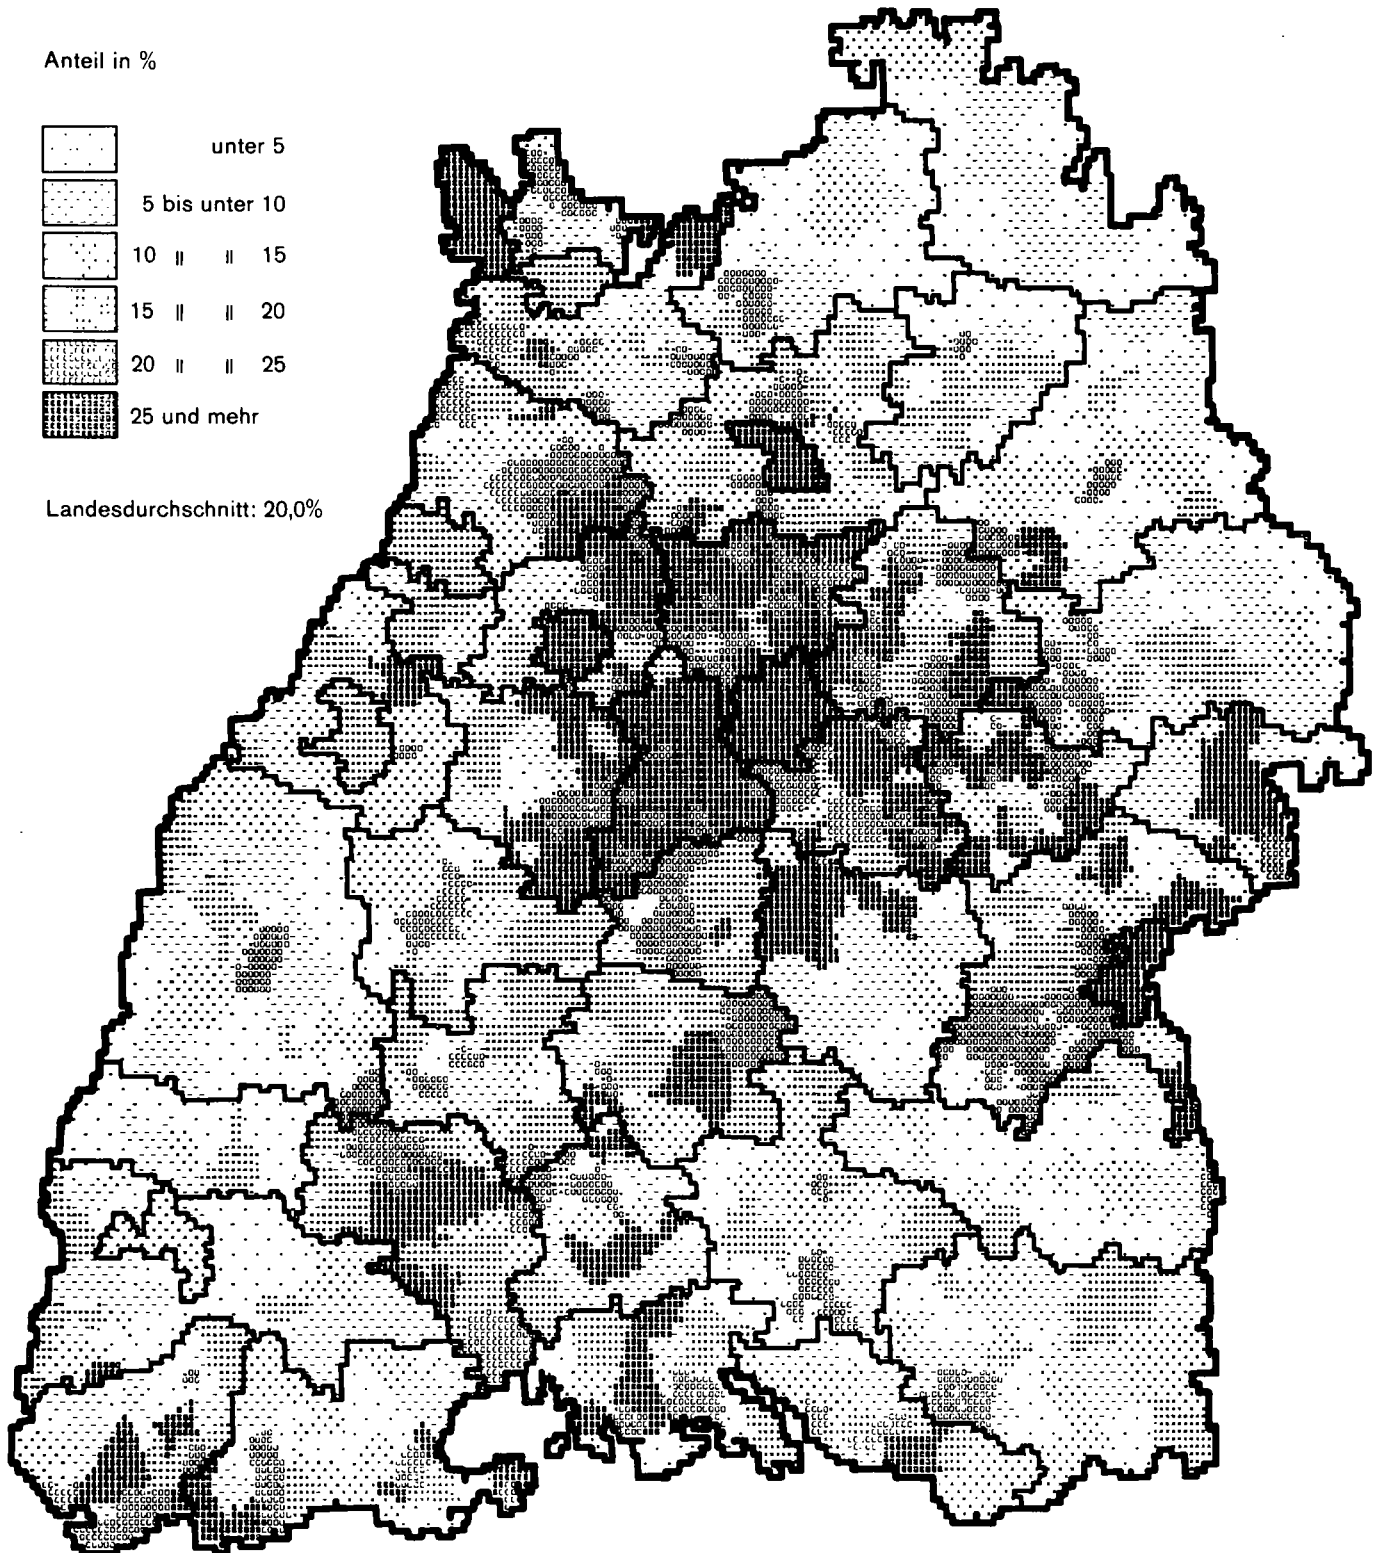 Anteil in %
unter 5
5 bis unter 10
10 〃 〃 15
15 〃 〃 20
20 〃 〃 25
25 und mehr
Landesdurchschnitt: 20,0%